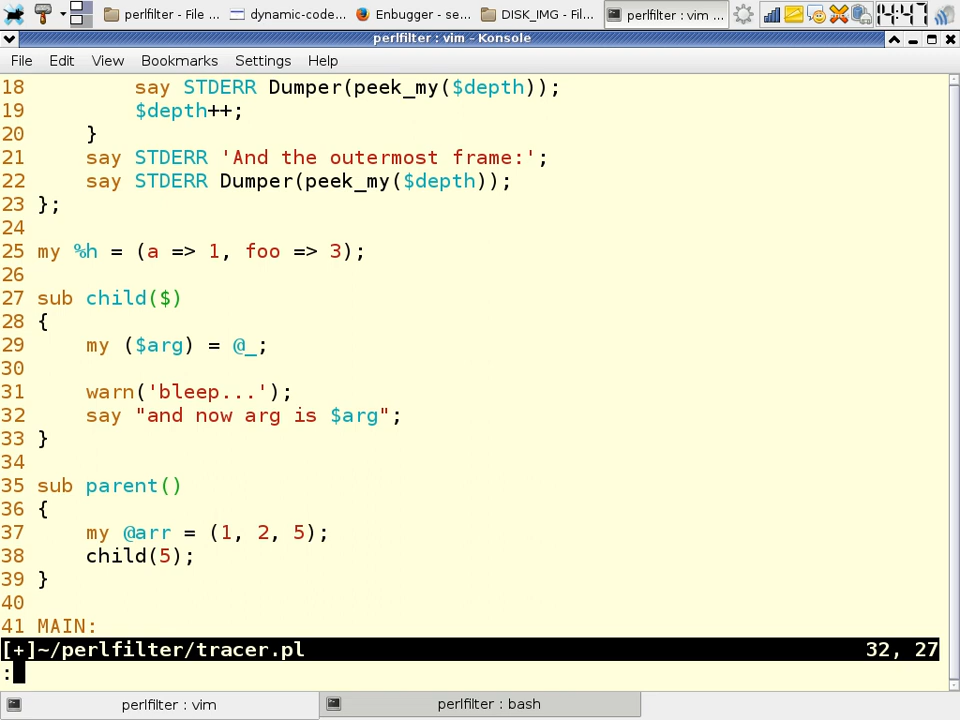 perlfilter - File ...
dynamic-code...
Enbugger - se...
DISK_IMG - Fil...
perlfilter : vim ...
14:47
perlfilter : vim – Konsole
File Edit View Bookmarks Settings Help
18         say STDERR Dumper(peek_my($depth));
19         $depth++;
20     }
21     say STDERR 'And the outermost frame:';
22     say STDERR Dumper(peek_my($depth));
23 };
24
25 my %h = (a => 1, foo => 3);
26
27 sub child($)
28 {
29     my ($arg) = @_;
30
31     warn('bleep...');
32     say "and now arg is $arg";
33 }
34
35 sub parent()
36 {
37     my @arr = (1, 2, 5);
38     child(5);
39 }
40
41 MAIN:
[+]~/perlfilter/tracer.pl 32, 27
:
perlfilter : vim
perlfilter : bash